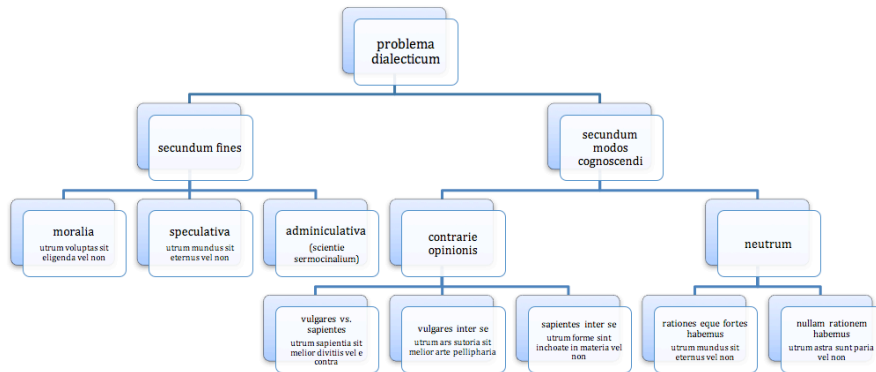 problema
dialecticum
secundum fines
secundum
modos
cognoscendi
moralia
utrum voluptas sit
eligenda vel non
speculativa
utrum mundus sit
eternus vel non
adminiculativa
(scientie
sermocinalium)
contrarie
opinionis
neutrum
vulgares vs.
sapientes
utrum sapientia sit
melior divitiis vel e
contra
vulgares inter se
utrum ars sutoria sit
melior arte pellipharia
sapientes inter se
utrum forme sint
inchoate in materia vel
non
rationes eque fortes
habemus
utrum mundus sit
eternus vel non
nullam rationem
habemus
utrum astra sunt paria
vel non